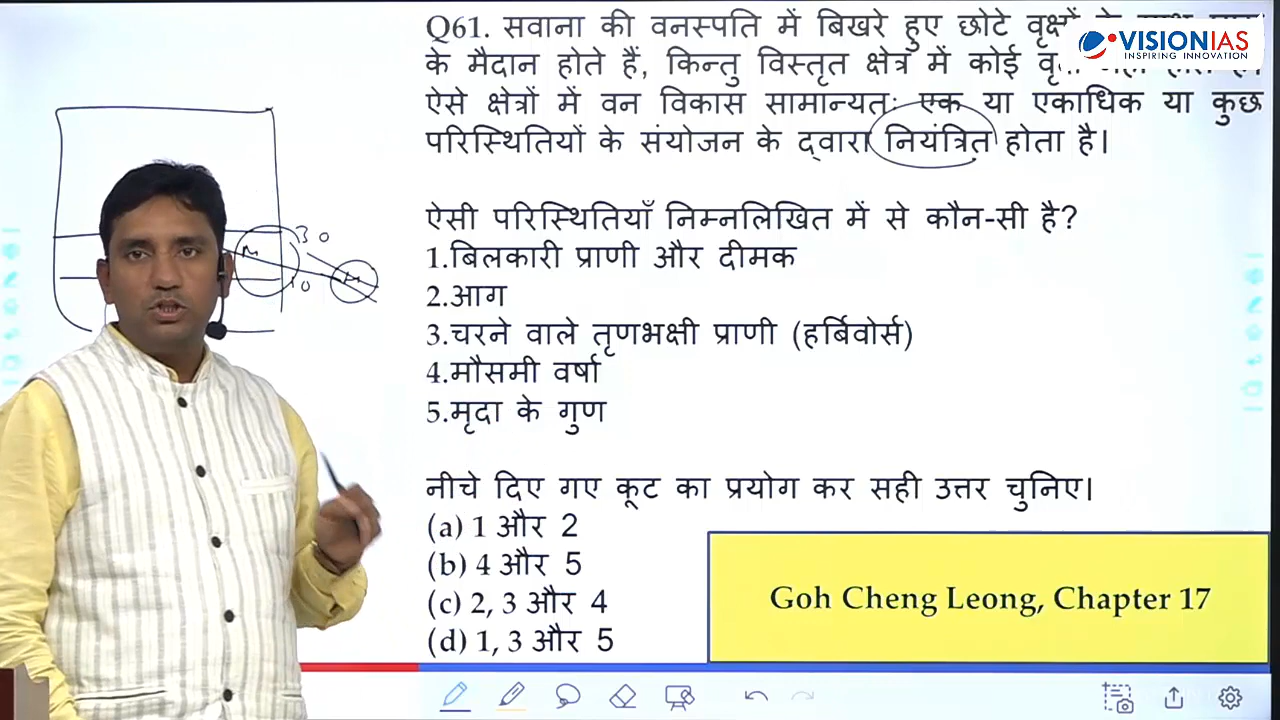 Q61. सवाना की वनस्पति में बिखरे हुए छोटे वृक्षों
के मैदान होते हैं, किन्तु विस्तृत क्षेत्र में कोई
ऐसे क्षेत्रों में वन विकास सामान्यतः एक या एकाधिक या कुछ
परिस्थितियों के संयोजन के द्वारा नियंत्रित होता है।
VISIONIAS
INSPIRING INNOVATION
30
10
ऐसी परिस्थितियाँ निम्नलिखित में से कौन-सी है?
1.बिलकारी प्राणी और दीमक
2.आग
3.चरने वाले तृणभक्षी प्राणी (हर्बिवोर्स)
4.मौसमी वर्षा
5.मृदा के गुण
नीचे दिए गए कूट का प्रयोग कर सही उत्तर चुनिए।
(a) 1 और 2
(b) 4 और 5
(c) 2, 3 और 4
(d) 1, 3 और 5
Goh Cheng Leong, Chapter 17